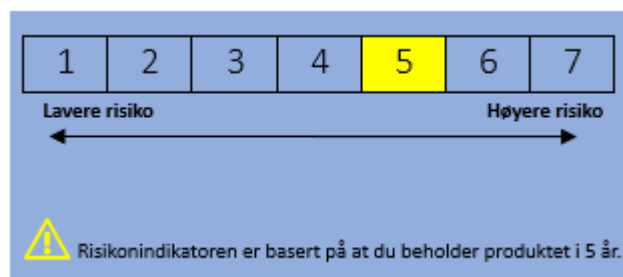 1 2 3 4 5 6 7
Lavere risiko Høyere risiko
Risikonindikatoren er basert på at du beholder produktet i 5 år.